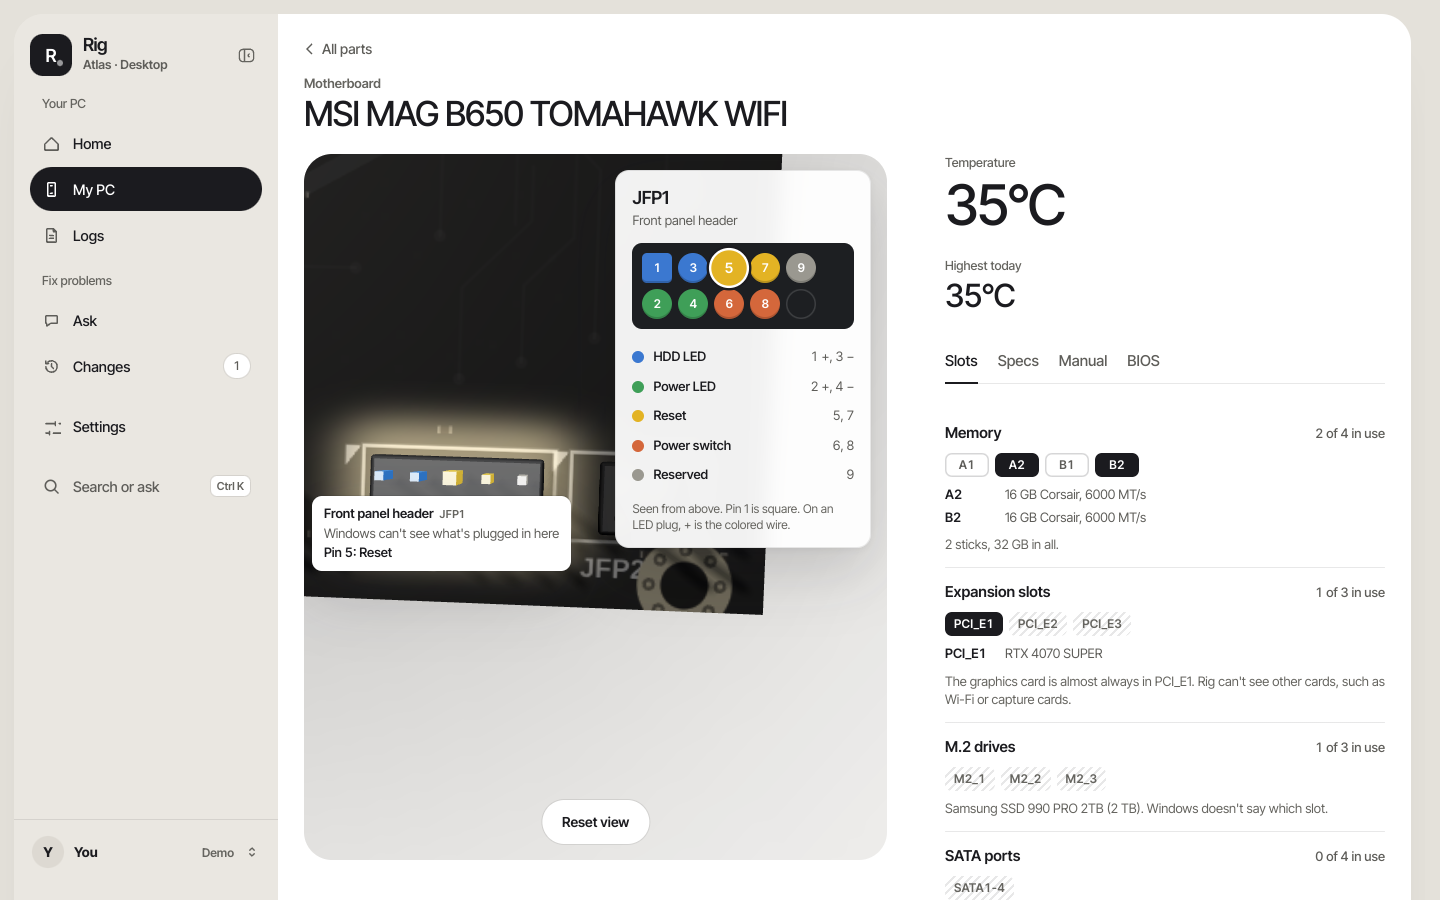 R.
Rig
Atlas · Desktop
Your PC
Home
My PC
Logs
Fix problems
Ask
Changes 1
Settings
Search or ask Ctrl K
Y You Demo
All parts
Motherboard
MSI MAG B650 TOMAHAWK WIFI
JFP1
Front panel header
1 3 5 7 9
2 4 6 8
HDD LED 1 +, 3 −
Power LED 2 +, 4 −
Reset 5, 7
Power switch 6, 8
Reserved 9
Seen from above. Pin 1 is square. On an
LED plug, + is the colored wire.
Front panel header JFP1
Windows can't see what's plugged in here
Pin 5: Reset
JFP2
Reset view
Temperature
35°C
Highest today
35°C
Slots Specs Manual BIOS
Memory 2 of 4 in use
A1 A2 B1 B2
A2 16 GB Corsair, 6000 MT/s
B2 16 GB Corsair, 6000 MT/s
2 sticks, 32 GB in all.
Expansion slots 1 of 3 in use
PCI_E1 PCI_E2 PCI_E3
PCI_E1 RTX 4070 SUPER
The graphics card is almost always in PCI_E1. Rig can't see other cards, such as
Wi-Fi or capture cards.
M.2 drives 1 of 3 in use
M2_1 M2_2 M2_3
Samsung SSD 990 PRO 2TB (2 TB). Windows doesn't say which slot.
SATA ports 0 of 4 in use
SATA1-4